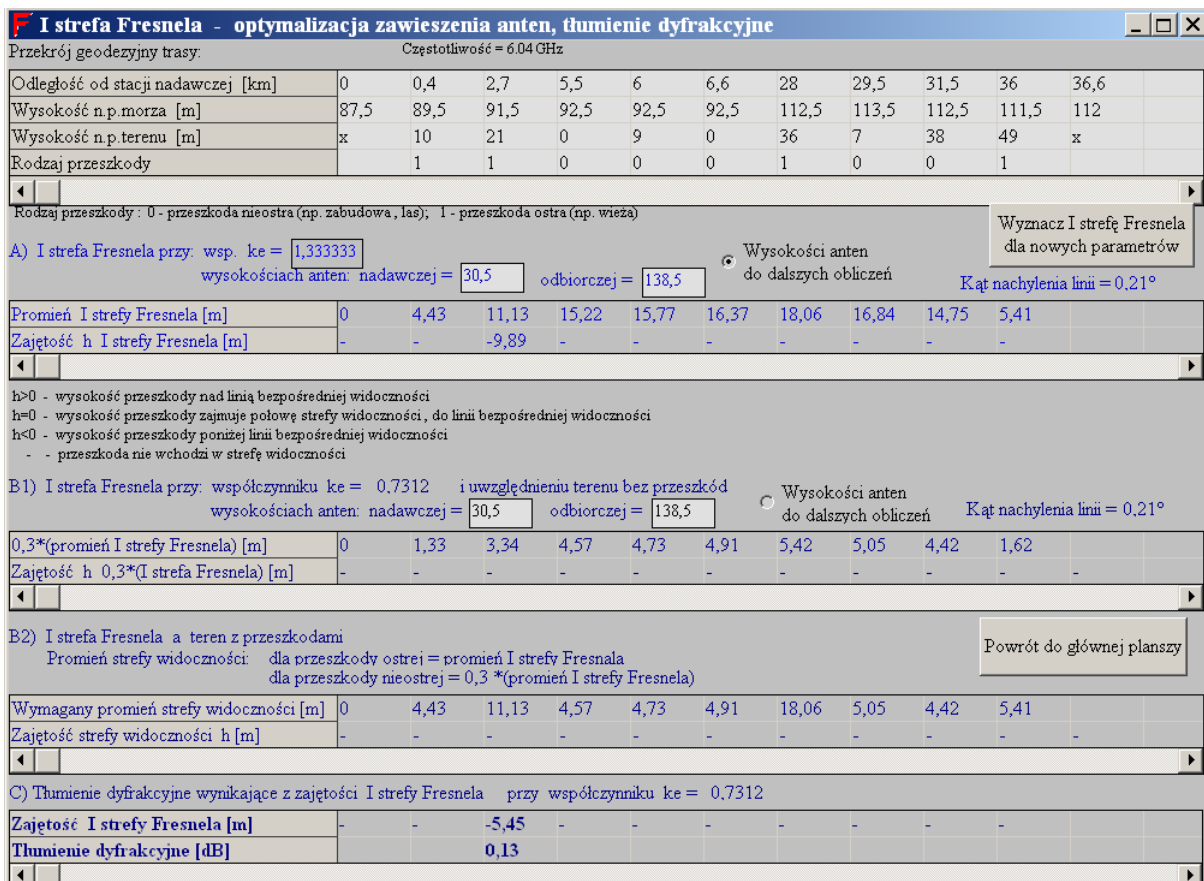 I strefa Fresnela - optymalizacja zawieszenia anten, tłumienie dyfrakcyjne
Przekrój geodezyjny trasy: Częstotliwość = 6.04 GHz
Odległość od stacji nadawczej [km] 0 0,4 2,7 5,5 6 6,6 28 29,5 31,5 36 36,6
Wysokość n.p.morza [m] 87,5 89,5 91,5 92,5 92,5 92,5 112,5 113,5 112,5 111,5 112
Wysokość n.p.terenu [m] x 10 21 0 9 0 36 7 38 49 x
Rodzaj przeszkody 1 1 0 0 0 1 0 0 1
Rodzaj przeszkody : 0 - przeszkoda nieostra (np. zabudowa , las); 1 - przeszkoda ostra (np. wieża)
Wyznacz I strefę Fresnela
dla nowych parametrów
A) I strefa Fresnela przy: wsp. ke = 1,333333
wysokościach anten: nadawczej = 30,5 odbiorczej = 138,5
Wysokości anten
do dalszych obliczeń
Kąt nachylenia linii = 0,21°
Promień I strefy Fresnela [m] 0 4,43 11,13 15,22 15,77 16,37 18,06 16,84 14,75 5,41
Zajętość h I strefy Fresnela [m] - - -9,89 - - - - - - -
h>0 - wysokość przeszkody nad linią bezpośredniej widoczności
h=0 - wysokość przeszkody zajmuje połowę strefy widoczności , do linii bezpośredniej widoczności
h<0 - wysokość przeszkody poniżej linii bezpośredniej widoczności
- - przeszkoda nie wchodzi w strefę widoczności
B1) I strefa Fresnela przy: współczynniku ke = 0,7312 i uwzględnieniu terenu bez przeszkód
wysokościach anten: nadawczej = 30,5 odbiorczej = 138,5
Wysokości anten
do dalszych obliczeń
Kąt nachylenia linii = 0,21°
0,3*(promień I strefy Fresnela) [m] 0 1,33 3,34 4,57 4,73 4,91 5,42 5,05 4,42 1,62
Zajętość h 0,3*(I strefa Fresnela) [m] - - - - - - - - - - -
B2) I strefa Fresnela a teren z przeszkodami
Promień strefy widoczności: dla przeszkody ostrej = promień I strefy Fresnala
dla przeszkody nieostrej = 0,3 *(promień I strefy Fresnela)
Powrót do głównej planszy
Wymagany promień strefy widoczności [m] 0 4,43 11,13 4,57 4,73 4,91 18,06 5,05 4,42 5,41
Zajętość strefy widoczności h [m] - - - - - - - - - - -
C) Tłumienie dyfrakcyjne wynikające z zajętości I strefy Fresnela przy współczynniku ke = 0,7312
Zajętość I strefy Fresnela [m] - - -5,45 - - - - - - -
Tłumienie dyfrakcyjne [dB] 0,13